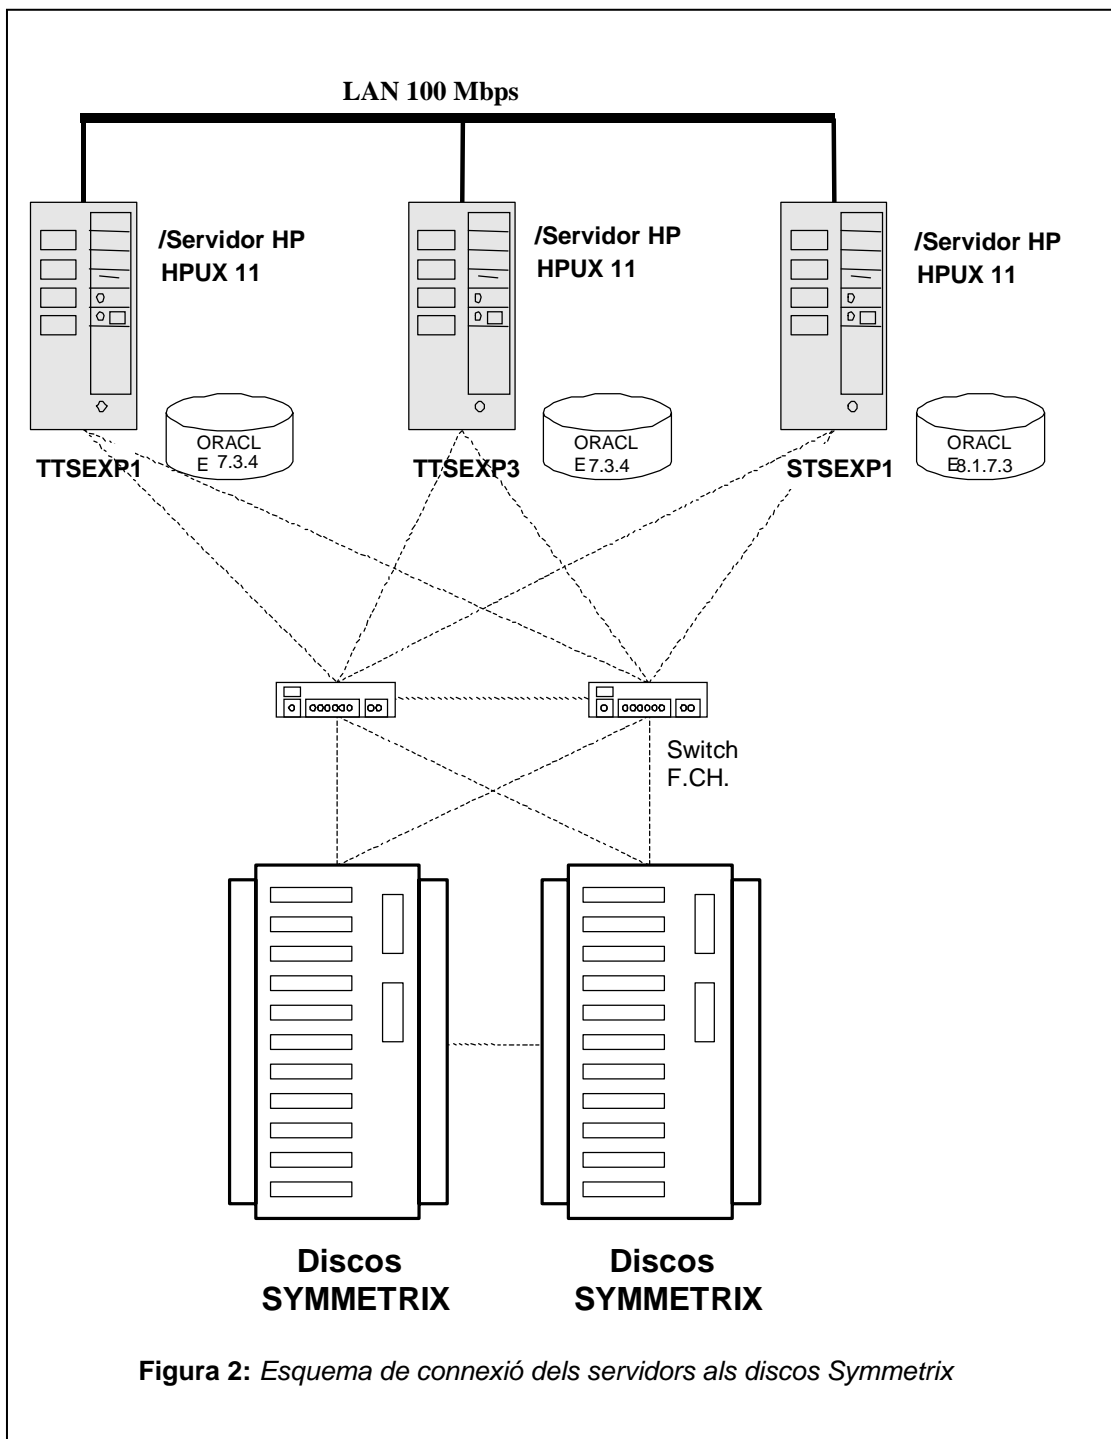 LAN 100 Mbps
/Servidor HP
HPUX 11
/Servidor HP
HPUX 11
/Servidor HP
HPUX 11
ORACL
E 7.3.4
TTSEXP1
ORACL
E7.3.4
TTSEXP3
ORACL
E8.1.7.3
STSEXP1
Switch
F.CH.
Discos
SYMMETRIX
Discos
SYMMETRIX
Figura 2: Esquema de connexió dels servidors als discos Symmetrix